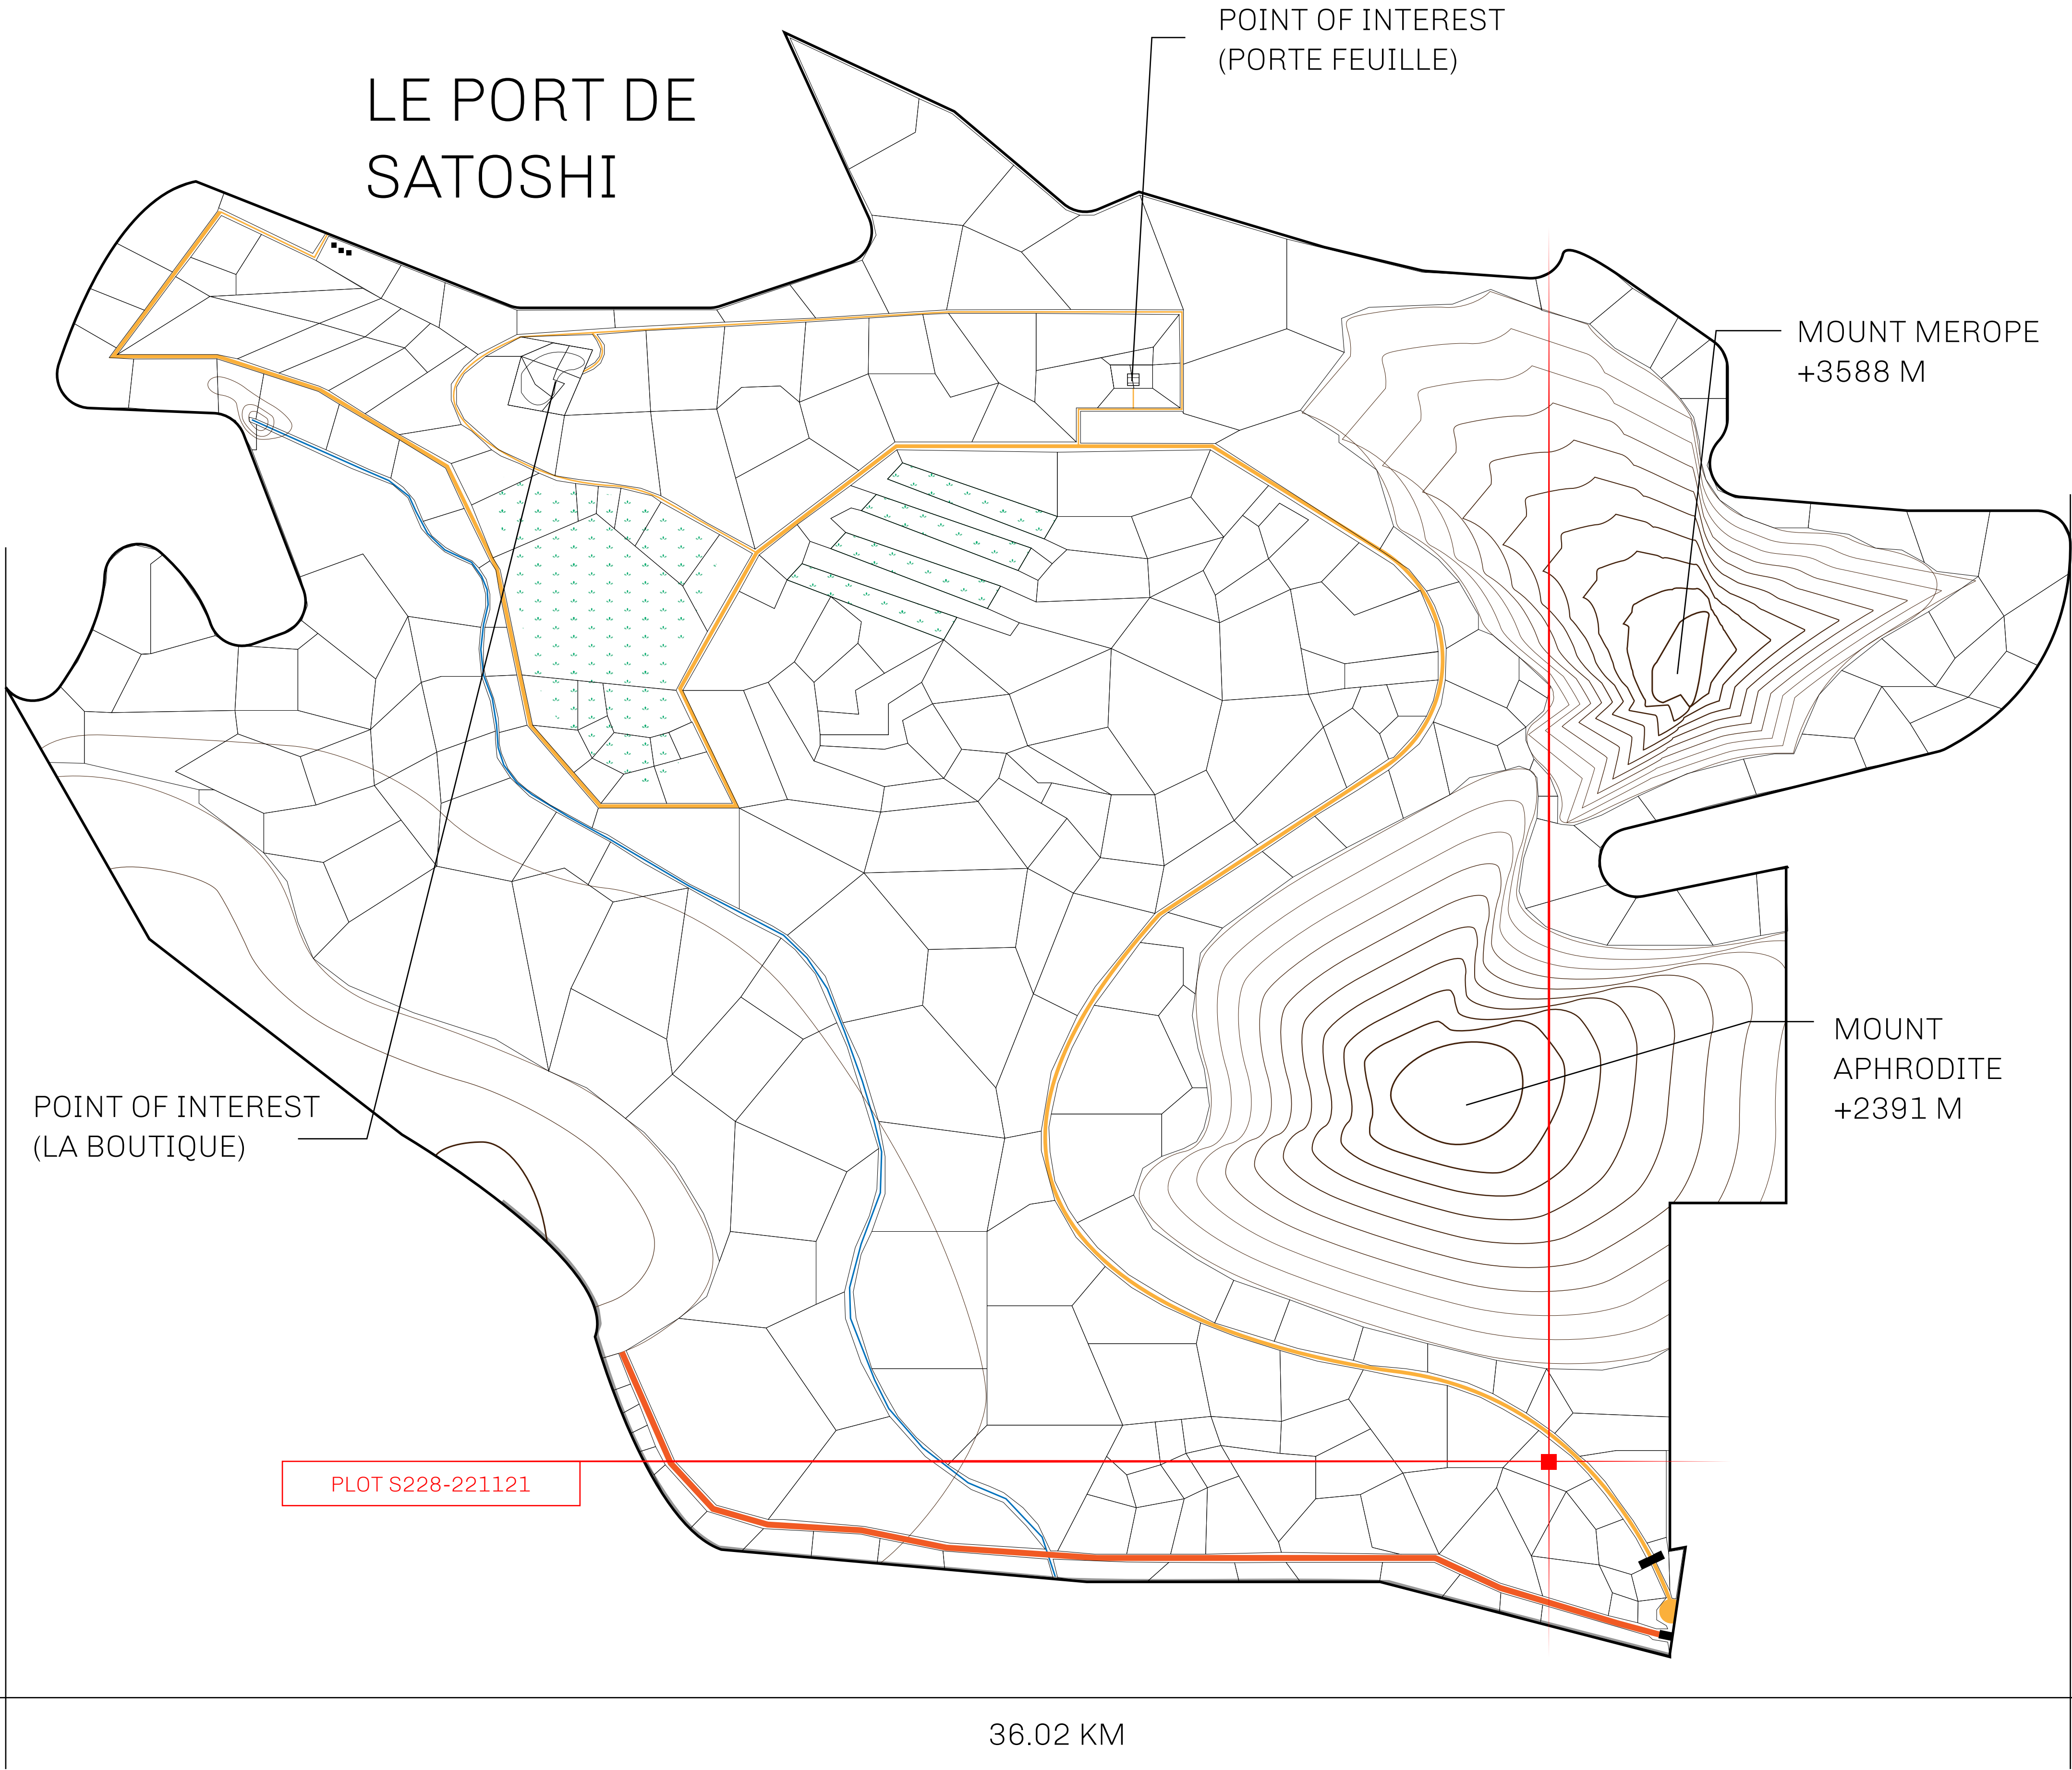 LE PORT DE
SATOSHI
POINT OF INTEREST
(PORTE FEUILLE)
MOUNT MEROPE
+3588 M
MOUNT
APHRODITE
+2391 M
POINT OF INTEREST
(LA BOUTIQUE)
PLOT S228-221121
36.02 KM